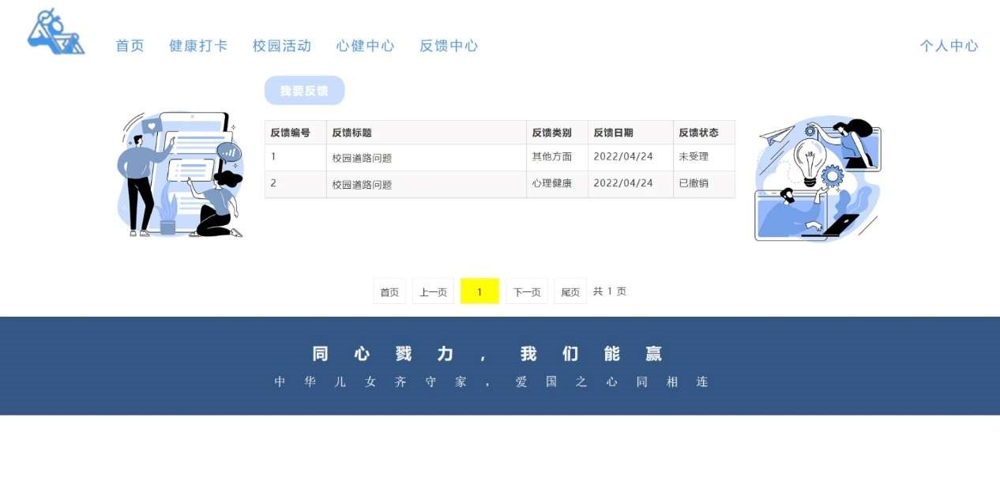 首页 健康打卡 校园活动 心健中心 反馈中心 个人中心
我要反馈
反馈编号 反馈标题 反馈类别 反馈日期 反馈状态
1 校园道路问题 其他方面 2022/04/24 未受理
2 校园道路问题 心理健康 2022/04/24 已撤销
首页 上一页 1 下一页 尾页 共 1 页
同心戮力，我们能赢
中华儿女齐守家，爱国之心同相连